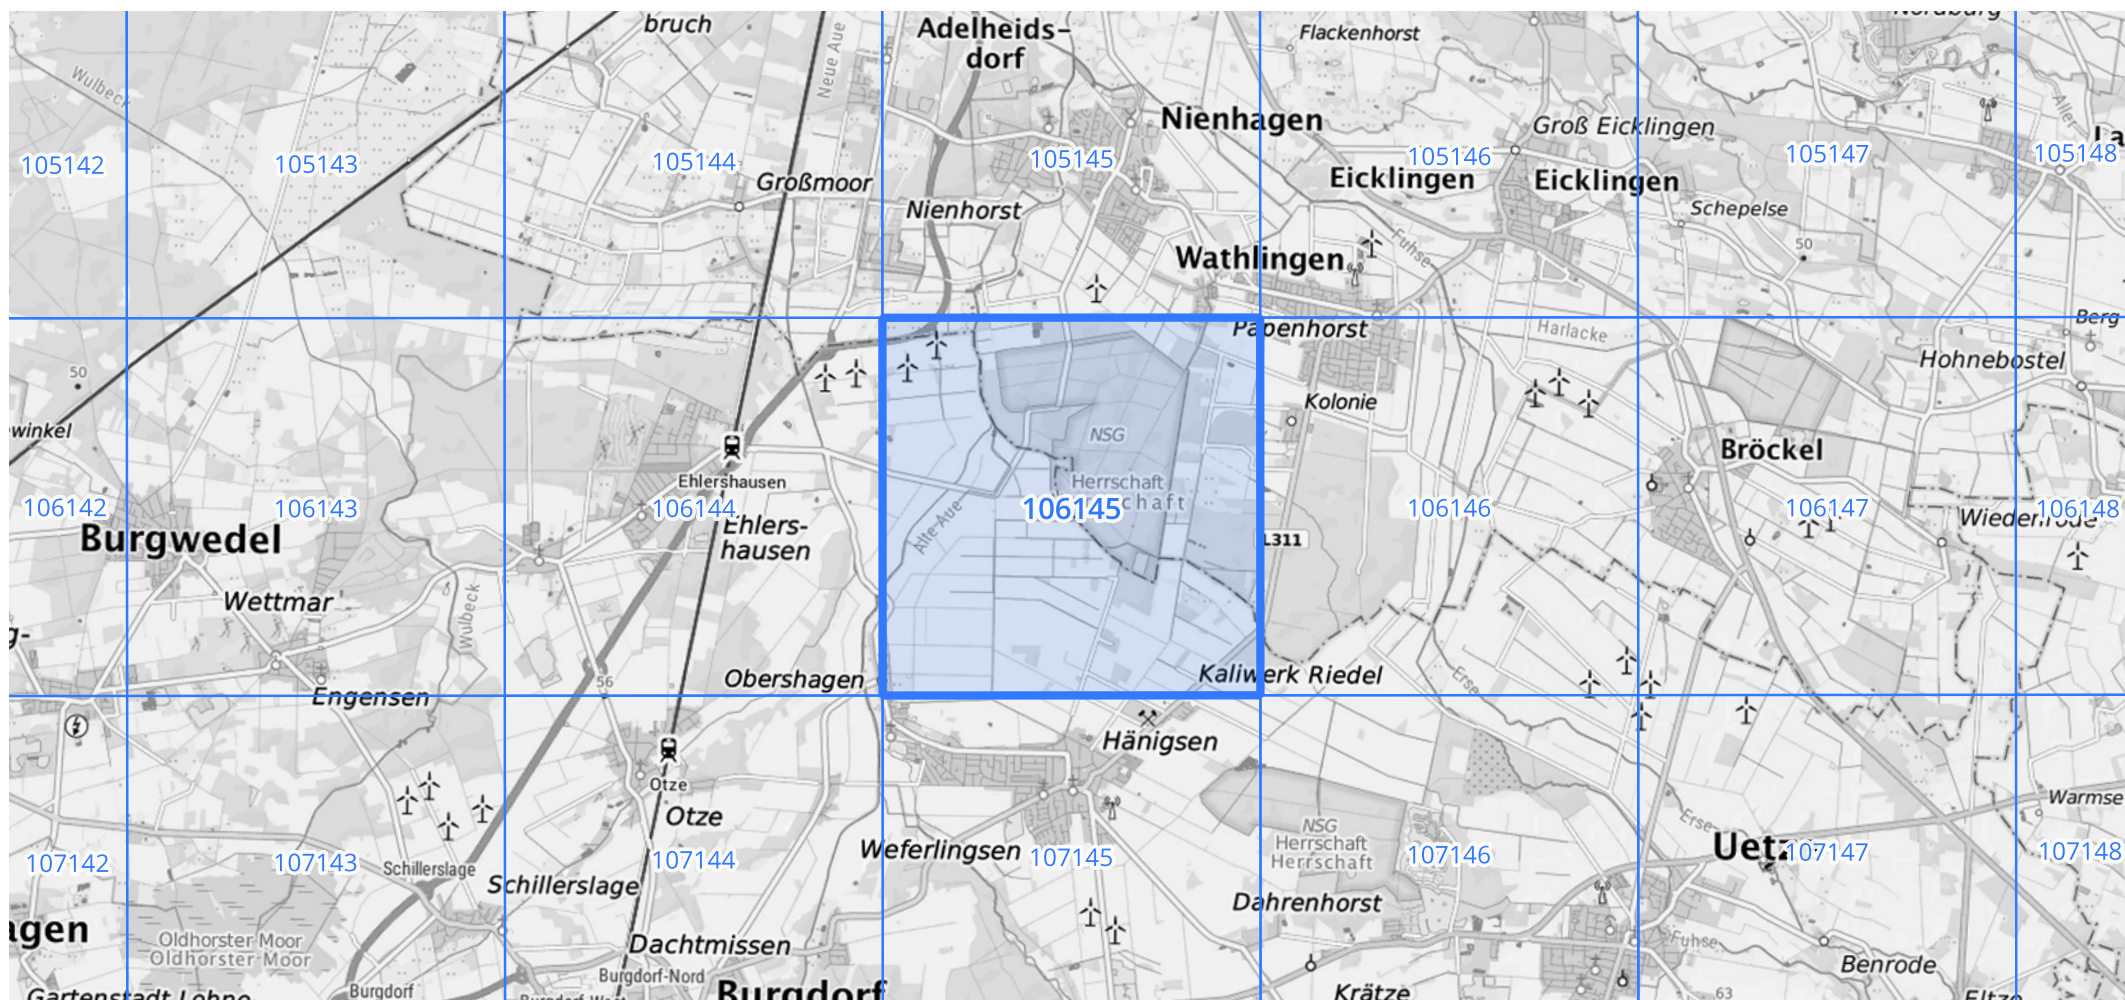 bruch
Adelheids-
dorf
Flackenhorst
Wulbeck
Neue Aue
Nienhagen
Groß Eicklingen
Aller
105142
105143
105144
105145
105146
105147
105148
Großmoor
Eicklingen
Eicklingen
Nienhorst
Schepelse
Fuhse
50
Wathlingen
Papenhorst
Harlacke
Berg
Hohnebostel
50
Kolonie
winkel
NSG
Bröckel
Ehlershausen
Herrschaft
106142
106143
106144
106145
106146
106147
106148
Wiedenrode
Burgwedel
Ehlers-
hausen
Alte Aue
L311
Wettmar
Wulbeck
g-
Obershagen
Kaliwerk Riedel
Erse
56
Engensen
Hänigsen
Otze
Otze
Warmse
NSG
Herrschaft
Herrschaft
Erse
Uetz
Weferlingsen
107142
107143
107144
107145
107146
107147
107148
Schillerslage
Schillerslage
Dahrenhorst
agen
Oldhorster Moor
Oldhorster Moor
Dachtmissen
Fuhse
Burgdorf-Nord
Benrode
Burgdorf
Burgdorf
Krätze
63